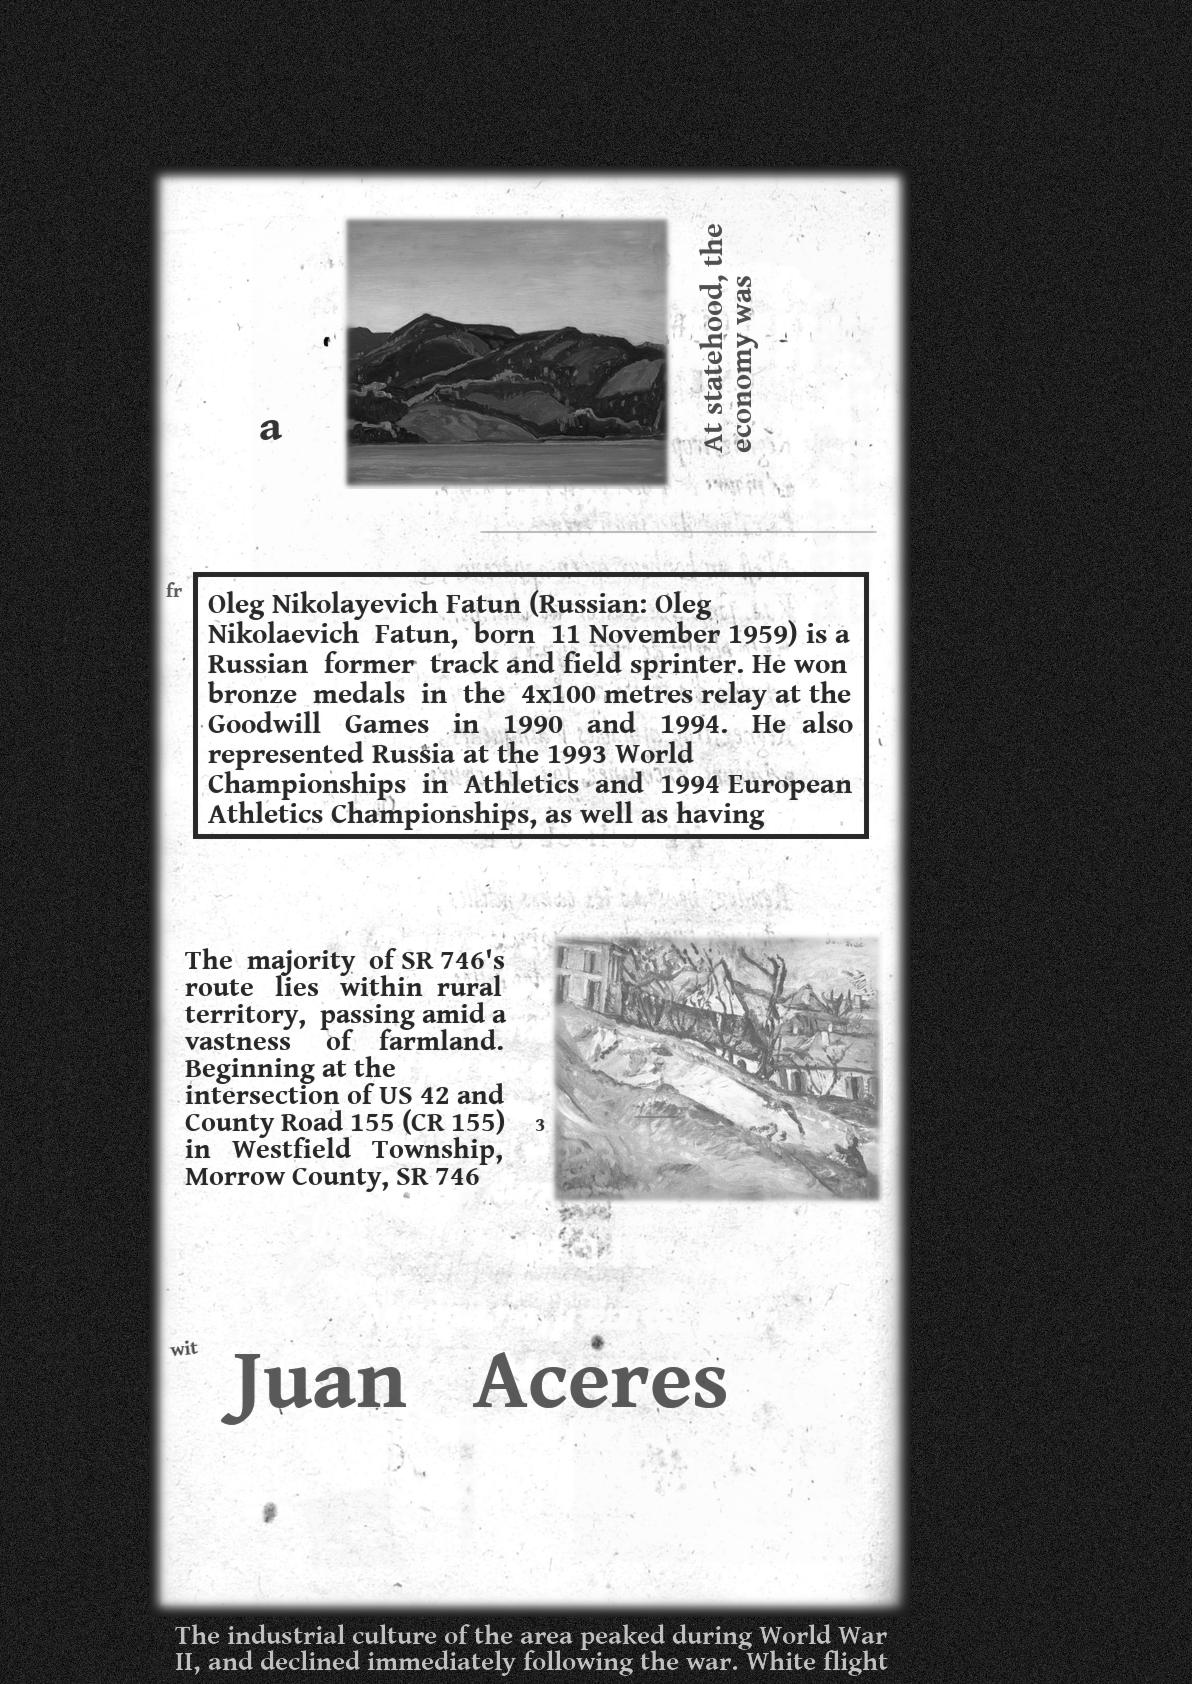 At statehood, the
economy was
a
fr
Oleg Nikolayevich Fatun (Russian: Oleg
Nikolaevich Fatun, born 11 November 1959) is a
Russian former track and field sprinter. He won
bronze medals in the 4x100 metres relay at the
Goodwill Games in 1990 and 1994. He also
represented Russia at the 1993 World
Championships in Athletics and 1994 European
Athletics Championships, as well as having
The majority of SR 746's
route lies within rural
territory, passing amid a
vastness of farmland.
Beginning at the
intersection of US 42 and
County Road 155 (CR 155)
in Westfield Township,
Morrow County, SR 746
3
wit
Juan Aceres
The industrial culture of the area peaked during World War
II, and declined immediately following the war. White flight